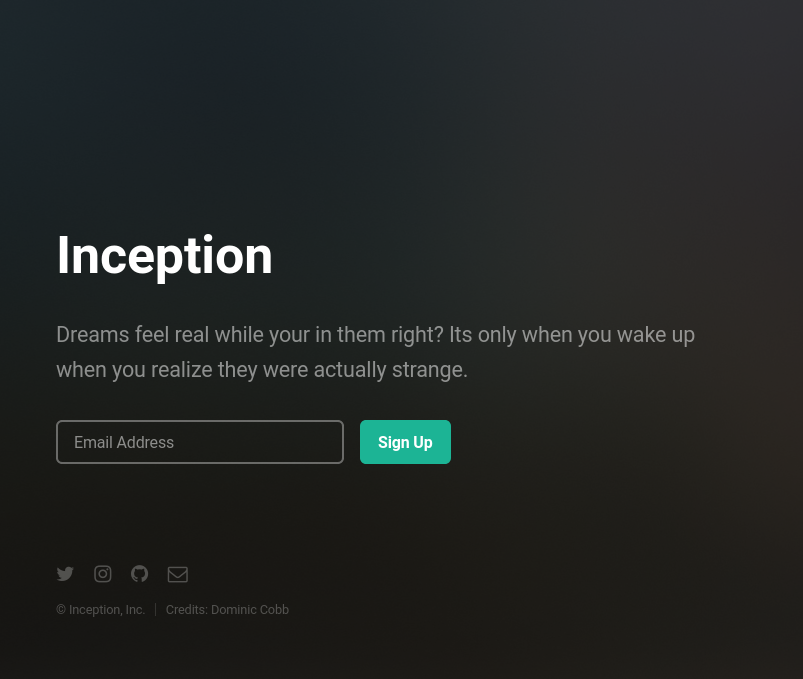 Inception
Dreams feel real while your in them right? Its only when you wake up
when you realize they were actually strange.
Email Address
Sign Up
© Inception, Inc. | Credits: Dominic Cobb